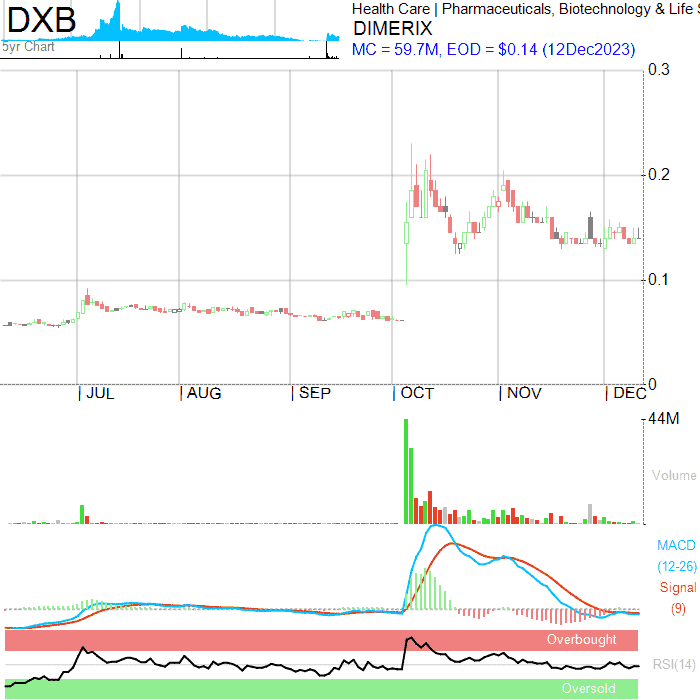 DXB
5yr Chart
Health Care | Pharmaceuticals, Biotechnology & Life S
DIMERIX
MC = 59.7M, EOD = $0.14 (12Dec2023)
0.3
0.2
0.1
0
| JUL | AUG | SEP | OCT | NOV | DEC
44M
Volume
MACD
(12-26)
Signal
(9)
Overbought
RSI(14)
Oversold